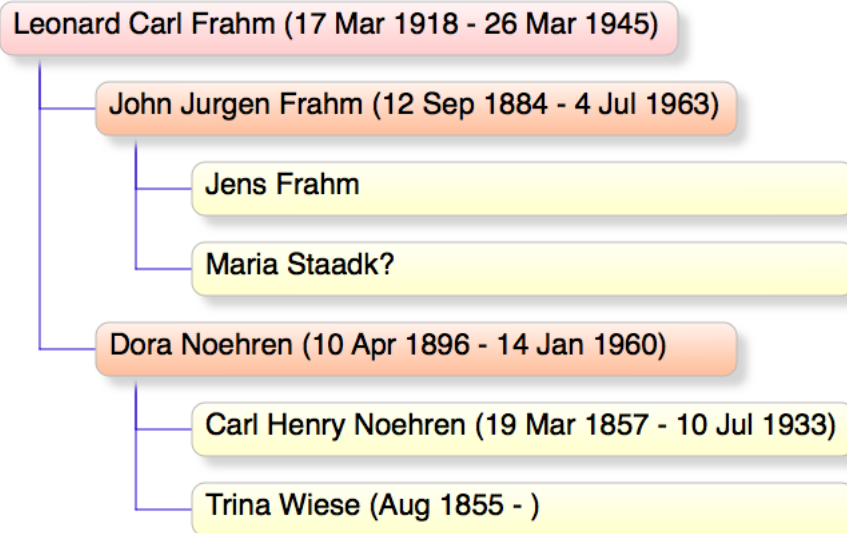 Leonard Carl Frahm (17 Mar 1918 - 26 Mar 1945)
John Jurgen Frahm (12 Sep 1884 - 4 Jul 1963)
Jens Frahm
Maria Staadk?
Dora Noehren (10 Apr 1896 - 14 Jan 1960)
Carl Henry Noehren (19 Mar 1857 - 10 Jul 1933)
Trina Wiese (Aug 1855 - )